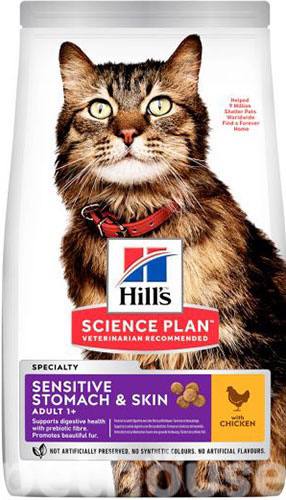 Helped
9 Million
Shelter Pets
Worldwide
Find a Forever
Home
Hill's
SCIENCE PLAN™
VETERINARIAN RECOMMENDED
SPECIALTY
SENSITIVE
STOMACH & SKIN
ADULT 1+
Supports digestive health
with prebiotic fibre.
Promotes beautiful fur.
with
CHICKEN
NOT ARTIFICIALLY PRESERVED. NO SYNTHETIC COLOURS. NO ARTIFICIAL FLAVOURS.